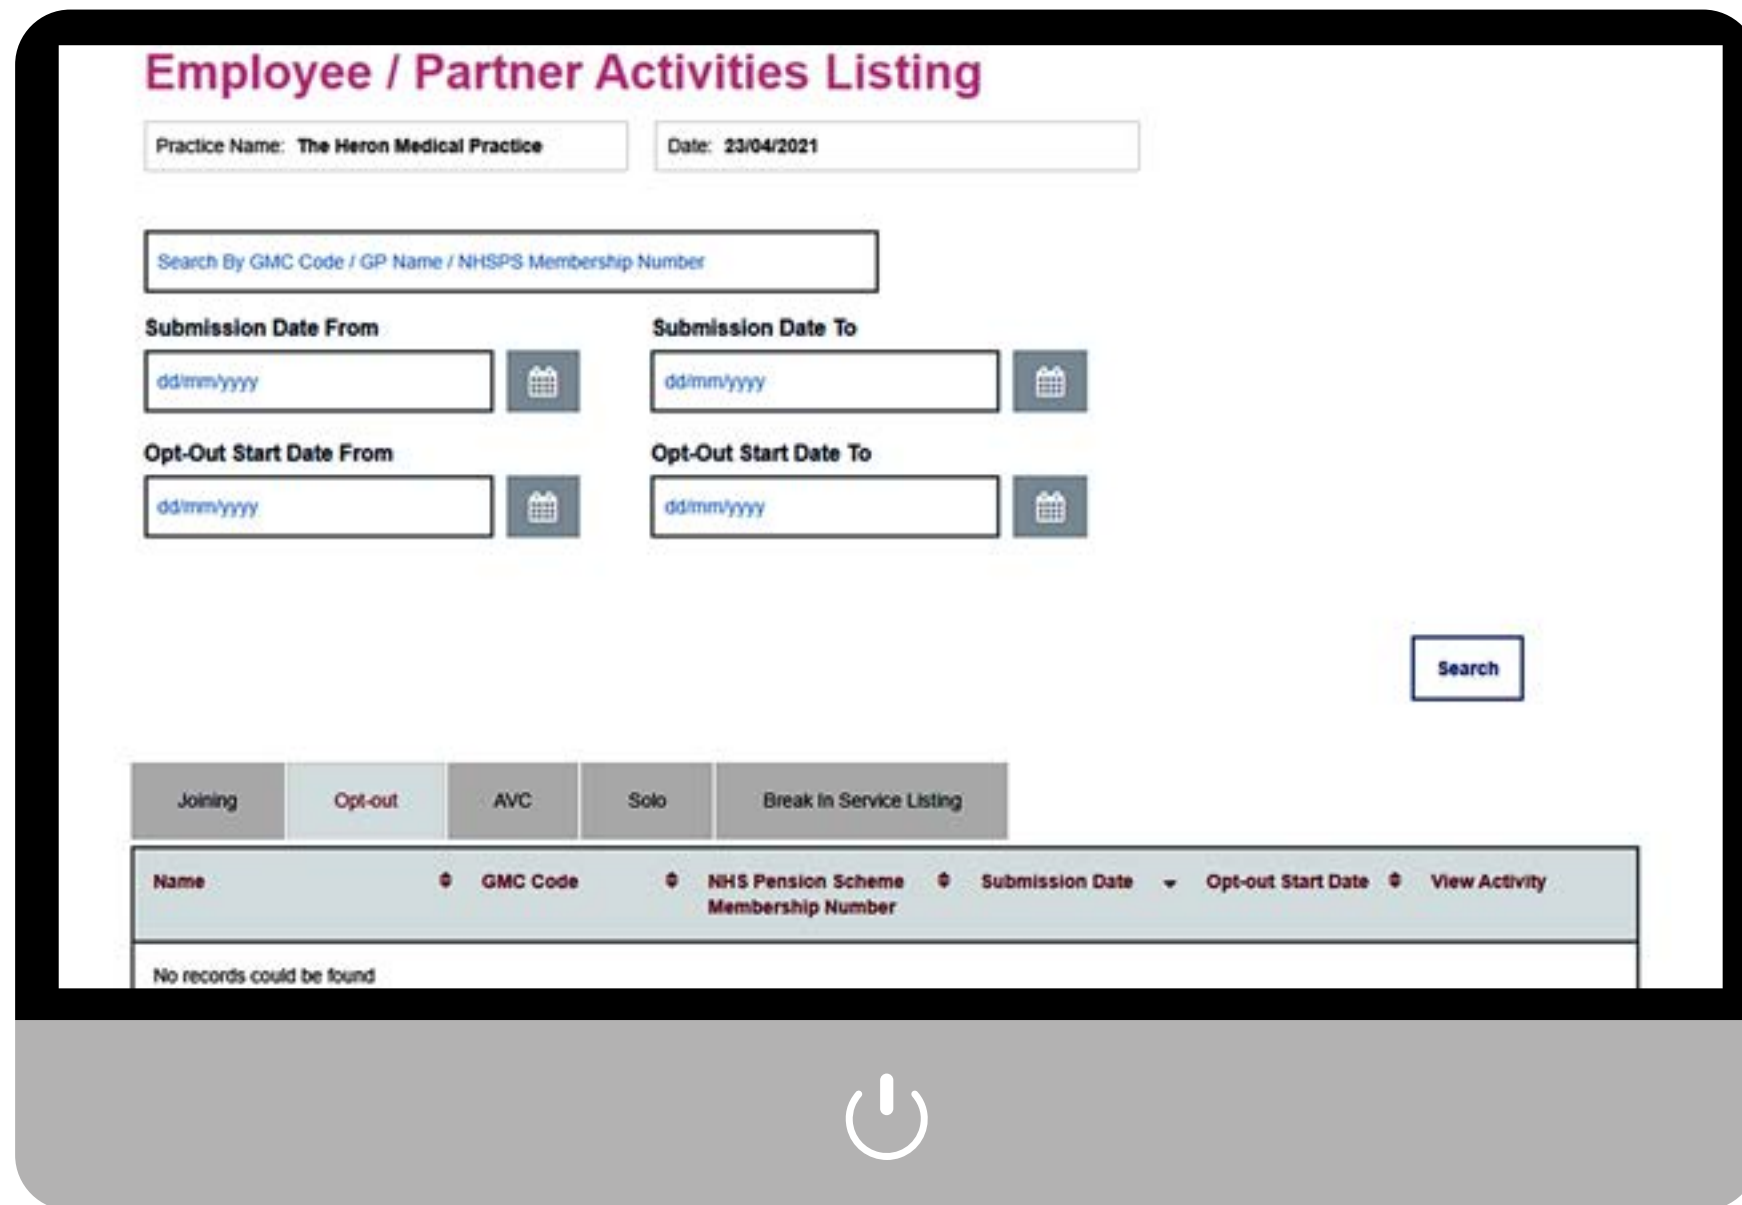 Employee / Partner Activities Listing
Practice Name: The Heron Medical Practice
Date: 23/04/2021
Search By GMC Code / GP Name / NHSPS Membership Number
Submission Date From
Submission Date To
dd/mm/yyyy
dd/mm/yyyy
Opt-Out Start Date From
Opt-Out Start Date To
dd/mm/yyyy
dd/mm/yyyy
Search
Joining
Opt-out
AVC
Solo
Break In Service Listing
Name
GMC Code
NHS Pension Scheme
Membership Number
Submission Date
Opt-out Start Date
View Activity
No records could be found